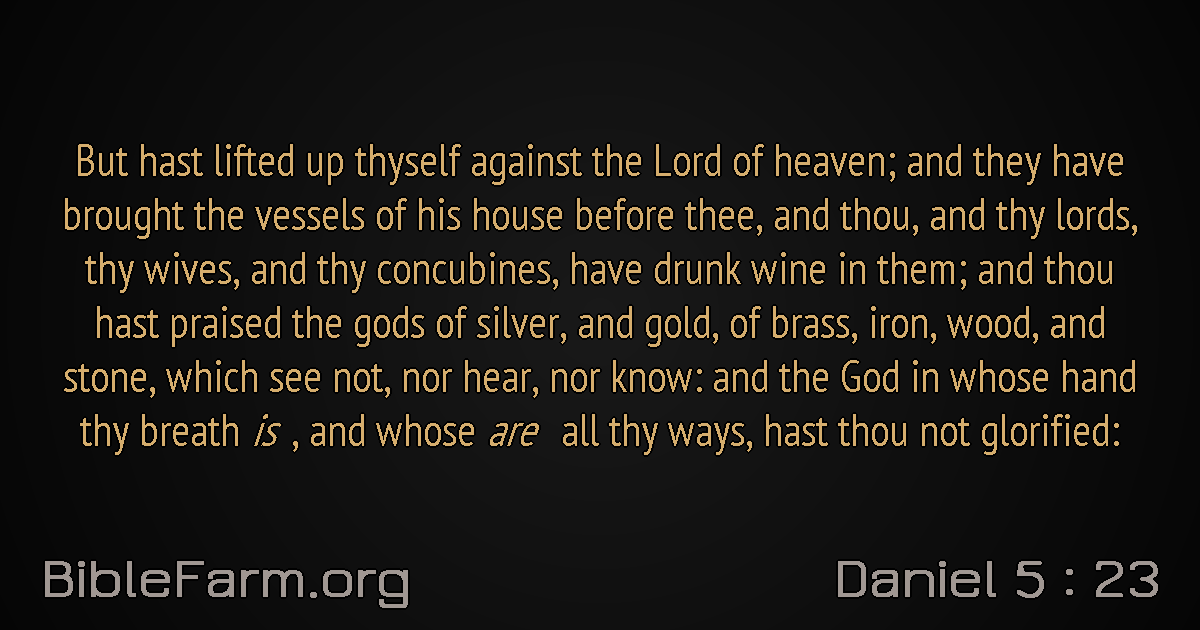 But hast lifted up thyself against the Lord of heaven; and they have
brought the vessels of his house before thee, and thou, and thy lords,
thy wives, and thy concubines, have drunk wine in them; and thou
hast praised the gods of silver, and gold, of brass, iron, wood, and
stone, which see not, nor hear, nor know: and the God in whose hand
thy breath is , and whose are all thy ways, hast thou not glorified:
BibleFarm.org
Daniel 5 : 23